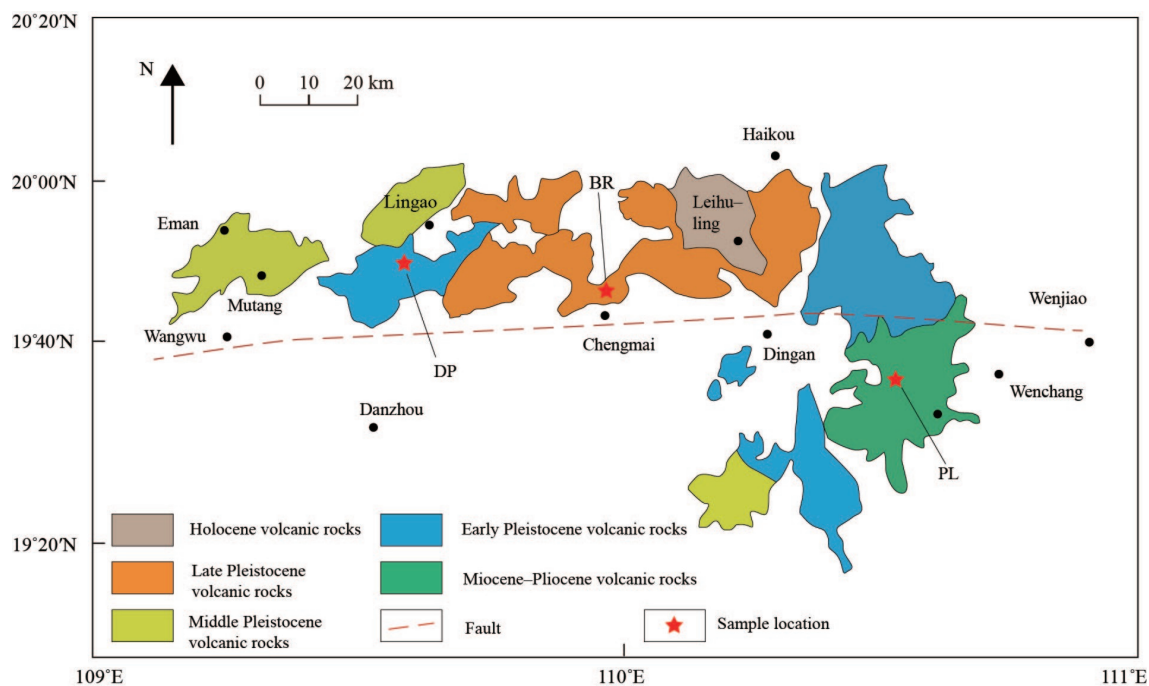 20°20′N
N
0 10 20 km
Haikou
20°00′N
BR
Lingao
Leihu–
ling
Eman
Mutang
Wenjiao
Wangwu
19°40′N
Chengmai
Dingan
DP
Wenchang
Danzhou
PL
Holocene volcanic rocks
Early Pleistocene volcanic rocks
19°20′N
Late Pleistocene
volcanic rocks
Miocene–Pliocene volcanic rocks
Middle Pleistocene
volcanic rocks
Fault
Sample location
109°E
110°E
111°E